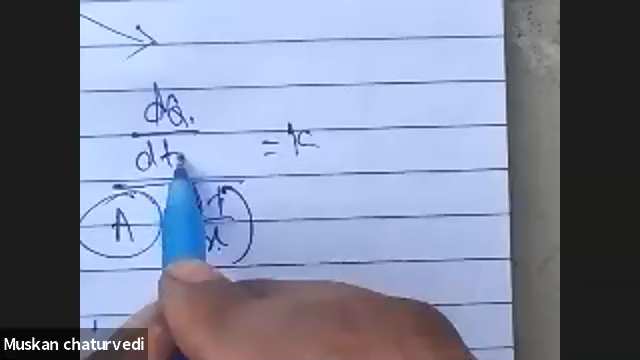 dQ
dt
= K
A
T
x
Muskan chaturvedi